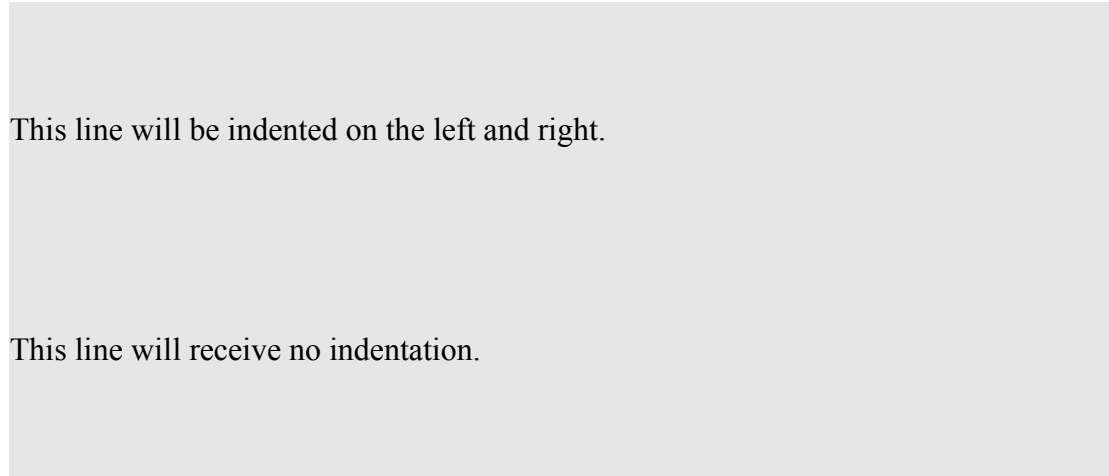 This line will be indented on the left and right.
This line will receive no indentation.